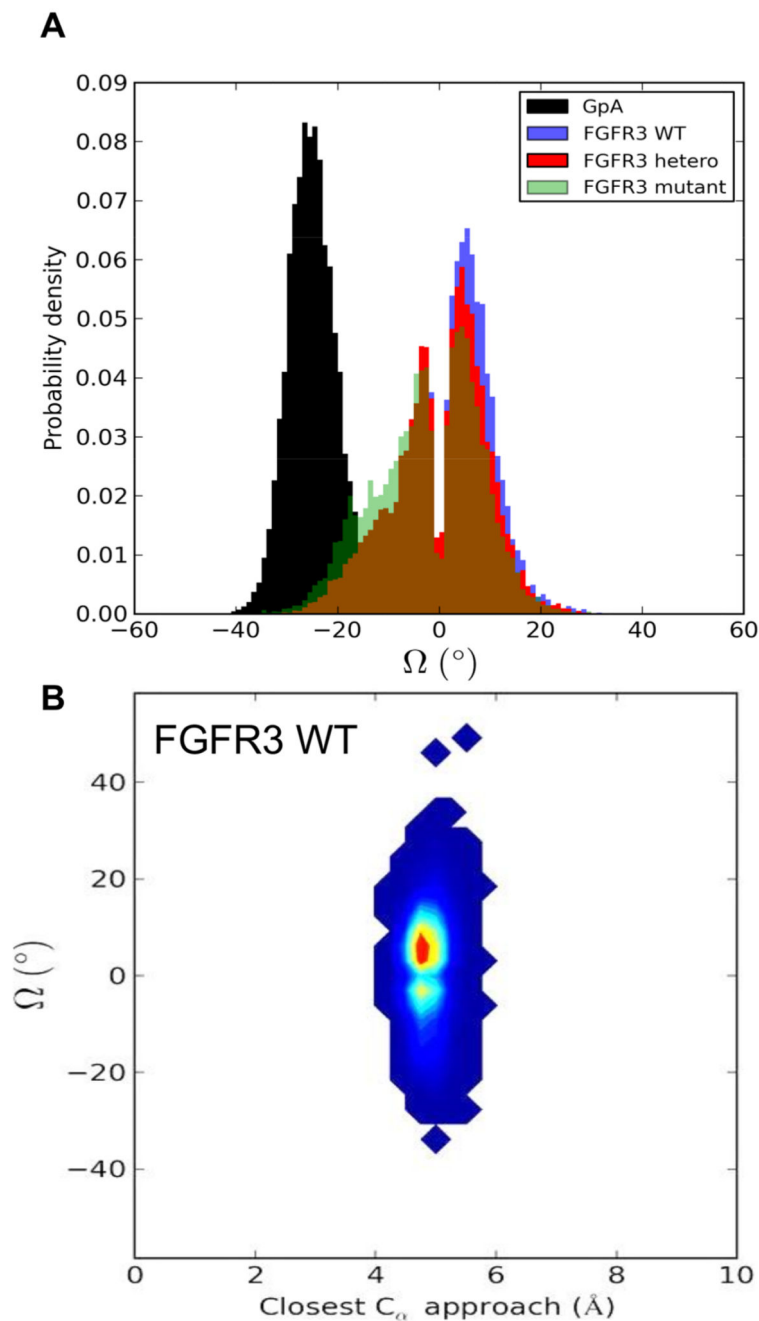 A
0.09
0.08
0.07
0.06
0.05
0.04
0.03
0.02
0.01
0.00
Probability density
GpA
FGFR3 WT
FGFR3 hetero
FGFR3 mutant
−60 −40 −20 0 20 40 60
Ω (°)
B
FGFR3 WT
40
20
0
−20
−40
Ω (°)
0 2 4 6 8 10
Closest Cα approach (Å)